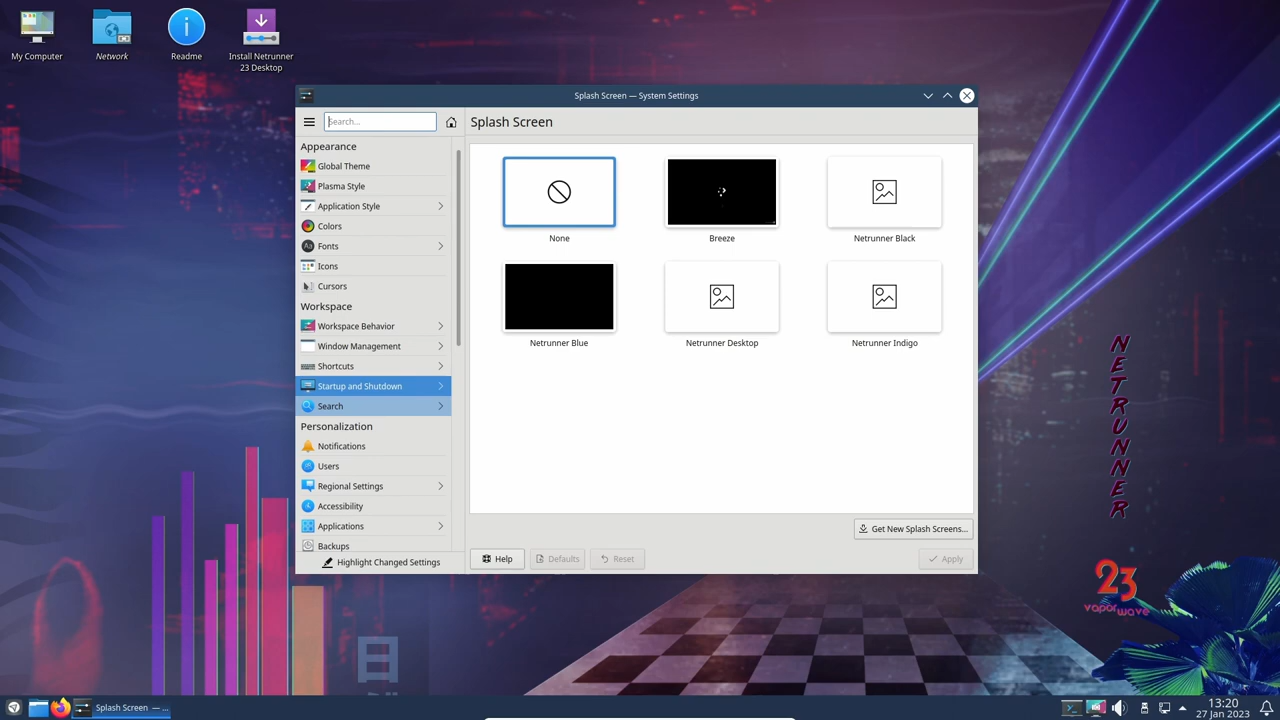 My Computer
Network
Readme
Install Netrunner
23 Desktop
Splash Screen — System Settings
Search...
Splash Screen
Appearance
Global Theme
Plasma Style
Application Style
Colors
Aa
Fonts
Icons
Cursors
Workspace
Workspace Behavior
Window Management
Shortcuts
Startup and Shutdown
Search
Personalization
Notifications
Users
Regional Settings
Accessibility
Applications
Backups
Highlight Changed Settings
None
Breeze
Netrunner Black
Netrunner Blue
Netrunner Desktop
Netrunner Indigo
Get New Splash Screens...
Help
Defaults
Reset
Apply
NETRUNNER
23
vaporwave
Splash Screen — ...
13:20
27 Jan 2023